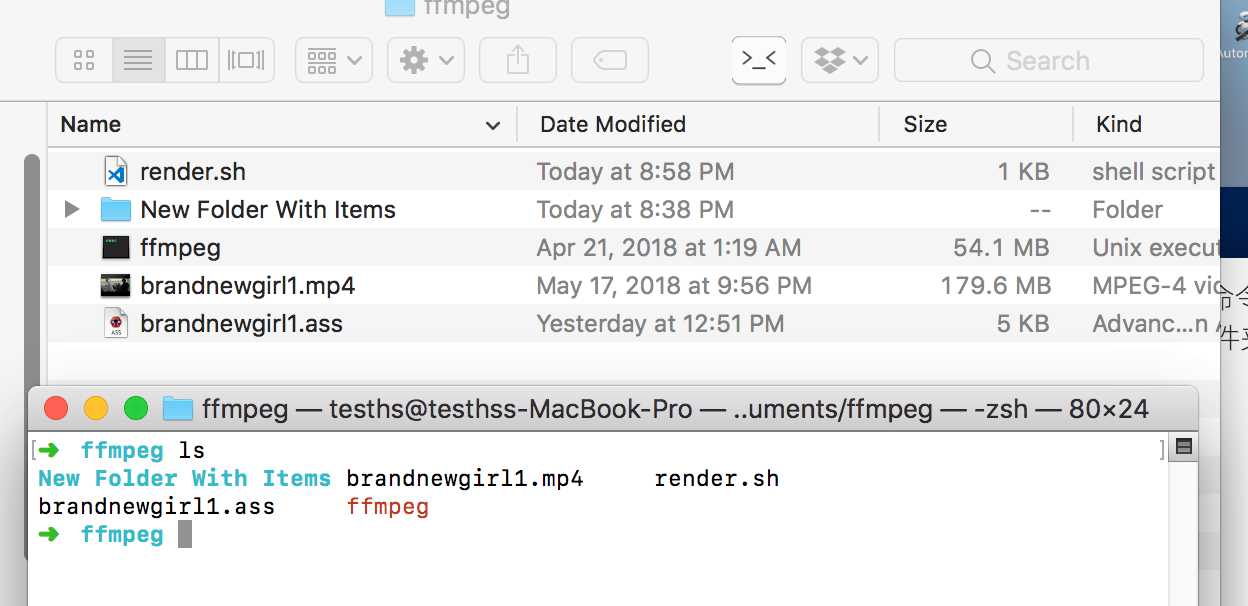 ffmpeg
>_<
Search
Name Date Modified Size Kind
render.sh Today at 8:58 PM 1 KB shell script
New Folder With Items Today at 8:38 PM -- Folder
ffmpeg Apr 21, 2018 at 1:19 AM 54.1 MB Unix execu
brandnewgirl1.mp4 May 17, 2018 at 9:56 PM 179.6 MB MPEG-4 vi
brandnewgirl1.ass Yesterday at 12:51 PM 5 KB Advanc...n
ASS
ffmpeg — tesths@testhss-MacBook-Pro — ..uments/ffmpeg — -zsh — 80×24
[➜ ffmpeg ls ]
New Folder With Items brandnewgirl1.mp4 render.sh
brandnewgirl1.ass ffmpeg
➜ ffmpeg